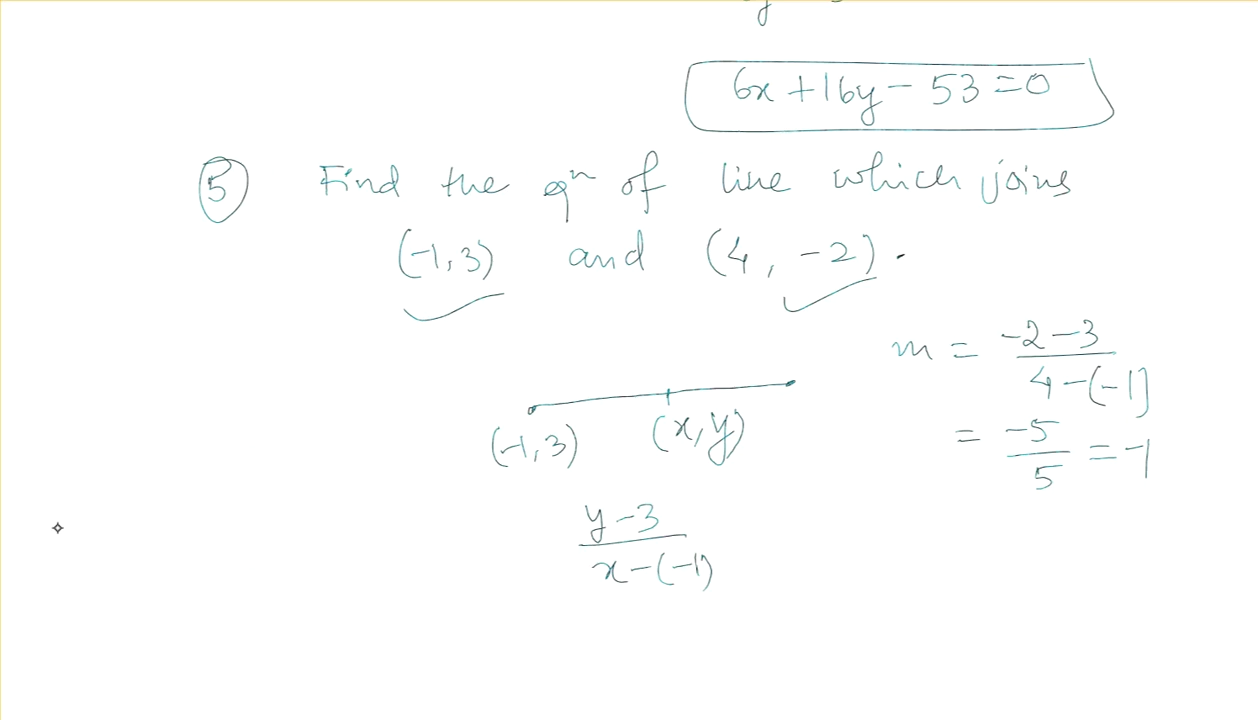 6x + 16y - 53 = 0
5 Find the eqn of line which joins
(-1, 3) and (4, -2).
m = -2-3 / 4-(-1)
= -5/5 = -1
(-1, 3) (x, y)
y-3 / x-(-1)